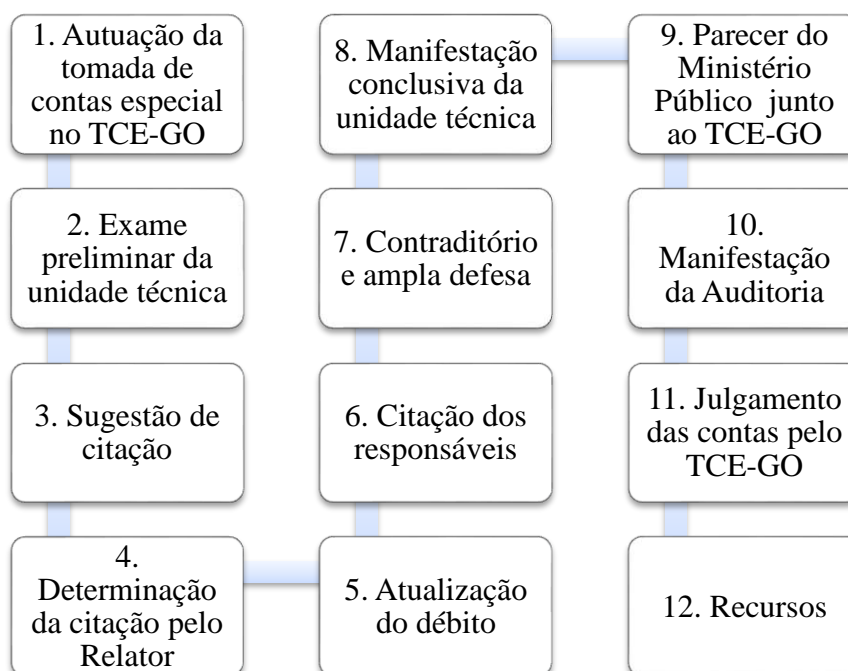 1. Autuação da
tomada de
contas especial
no TCE-GO
2. Exame
preliminar da
unidade técnica
3. Sugestão de
citação
4.
Determinação
da citação pelo
Relator
5. Atualização
do débito
6. Citação dos
responsáveis
7. Contraditório
e ampla defesa
8. Manifestação
conclusiva da
unidade técnica
9. Parecer do
Ministério
Público junto
ao TCE-GO
10.
Manifestação
da Auditoria
11. Julgamento
das contas pelo
TCE-GO
12. Recursos